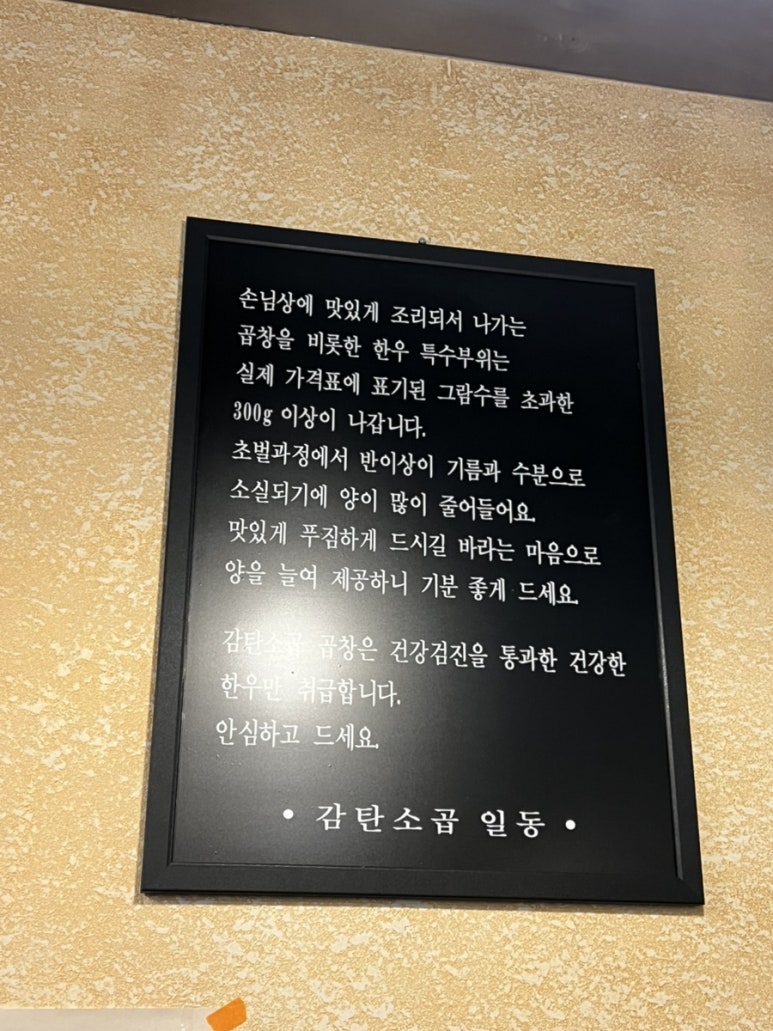 손님상에 맛있게 조리되서 나가는
곱창을 비롯한 한우 특수부위는
실제 가격표에 표기된 그람수를 초과한
300g 이상이 나갑니다.
초벌과정에서 반이상이 기름과 수분으로
소실되기에 양이 많이 줄어들어요.
맛있게 푸짐하게 드시길 바라는 마음으로
양을 늘여 제공하니 기분 좋게 드세요.
감탄소곱 곱창은 건강검진을 통과한 건강한
한우만 취급합니다.
안심하고 드세요.
• 감탄소곱 일동 •